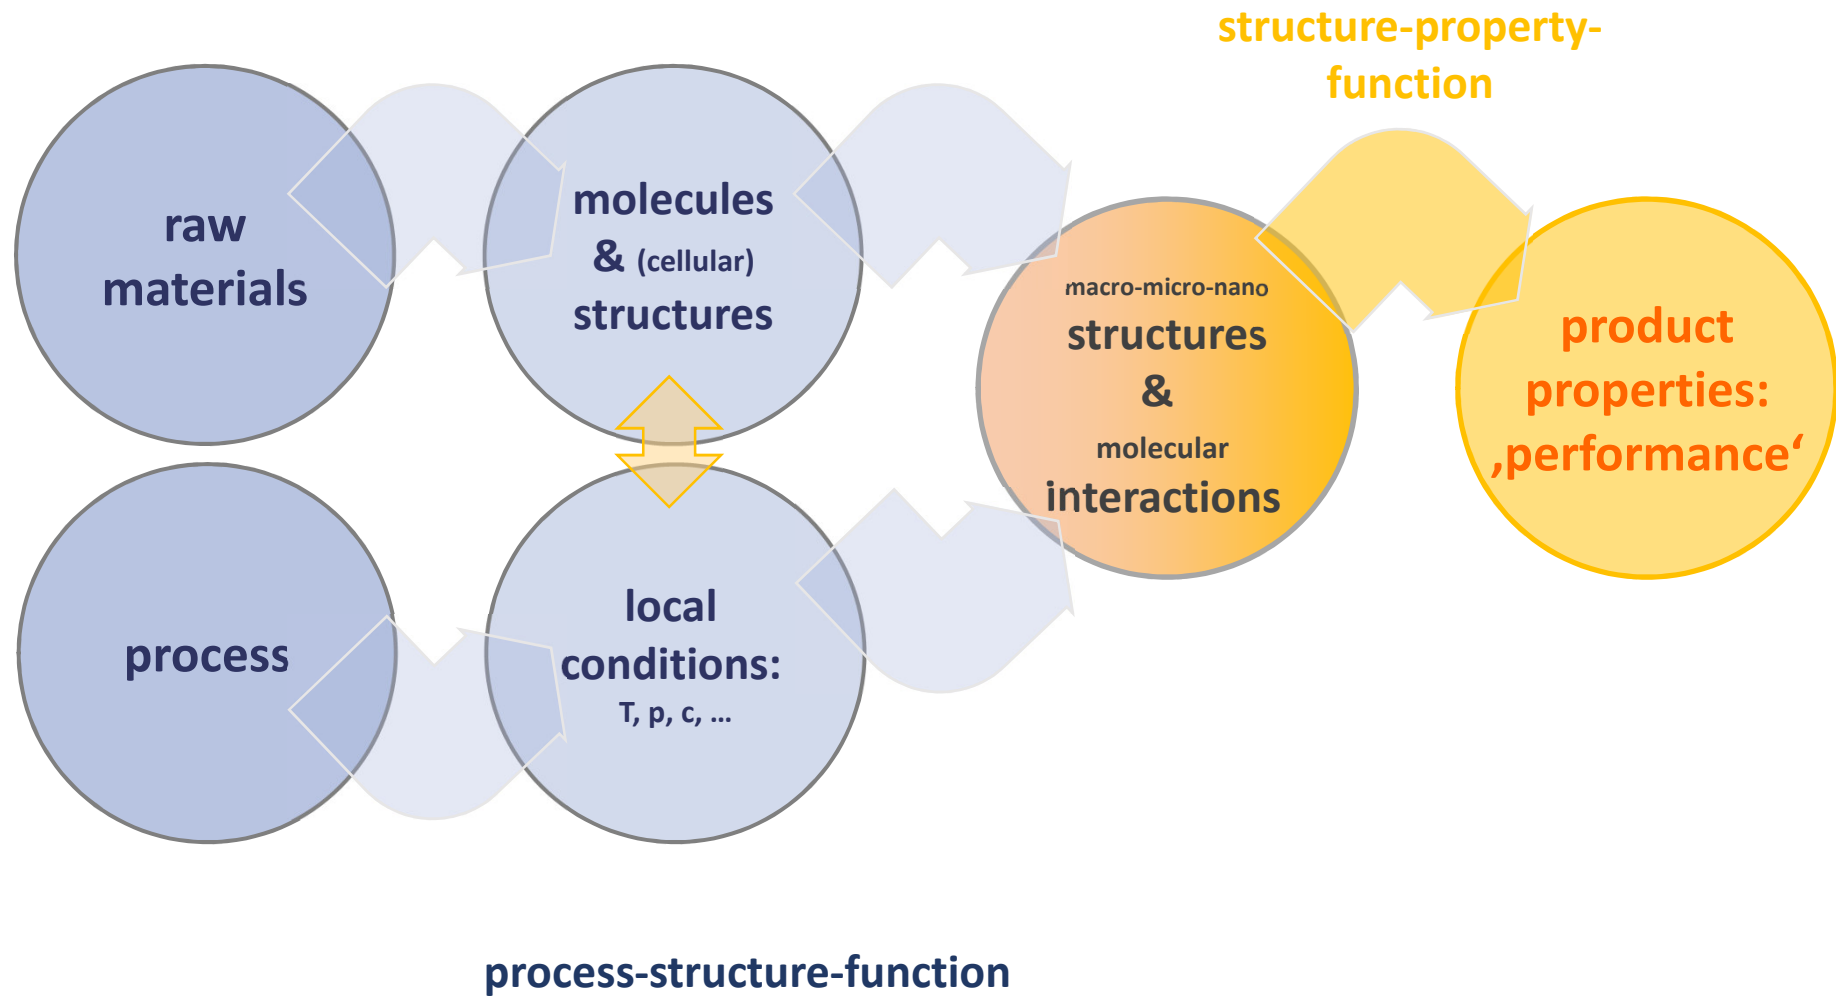 structure-property-
function
raw
materials
molecules
& (cellular)
structures
macro-micro-nano
structures
&
molecular
interactions
product
properties:
‚performance‘
process
local
conditions:
T, p, c, ...
process-structure-function